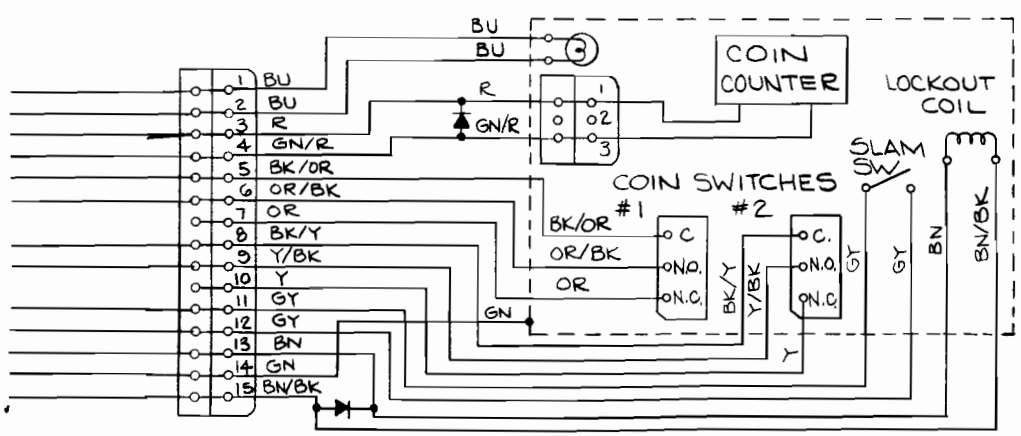 BU
BU
1 BU
2 BU
3 R
4 GN/R
5 BK/OR
6 OR/BK
7 OR
8 BK/Y
9 Y/BK
10 Y
11 GY
12 GY
13 BN
14 GN
15 BN/BK
R
GN/R
1
2
3
COIN
COUNTER
LOCKOUT
COIL
SLAM
SW
COIN SWITCHES
#1 #2
BK/OR
OR/BK
OR
GN
C
N.O.
N.C.
BK/Y
Y/BK
Y
C.
N.O.
N.C.
GY
GY
BN
BN/BK